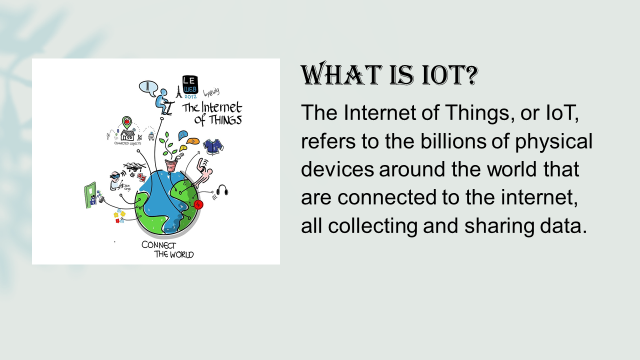 LE
WEB
2012
The Internet
of THINGS
CONNECTED OBJECTS
CONNECT
THE WORLD
WHAT IS IOT?
The Internet of Things, or IoT,
refers to the billions of physical
devices around the world that
are connected to the internet,
all collecting and sharing data.